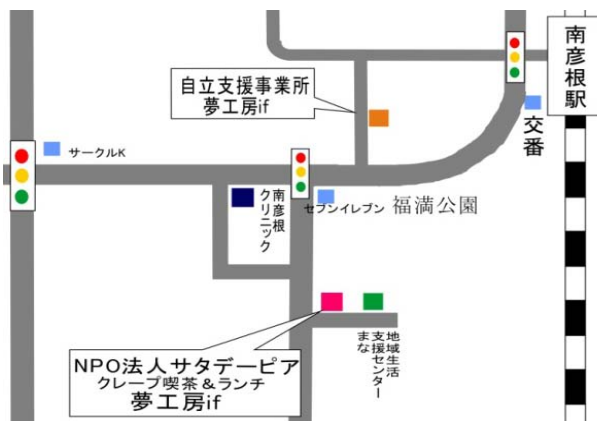 南彦根駅
自立支援事業所
夢工房if
交番
サークルK
南彦根
クリニック
セブンイレブン
福満公園
地域生活
支援センター
まな
NPO法人サタデーピア
クレープ喫茶&ランチ
夢工房if